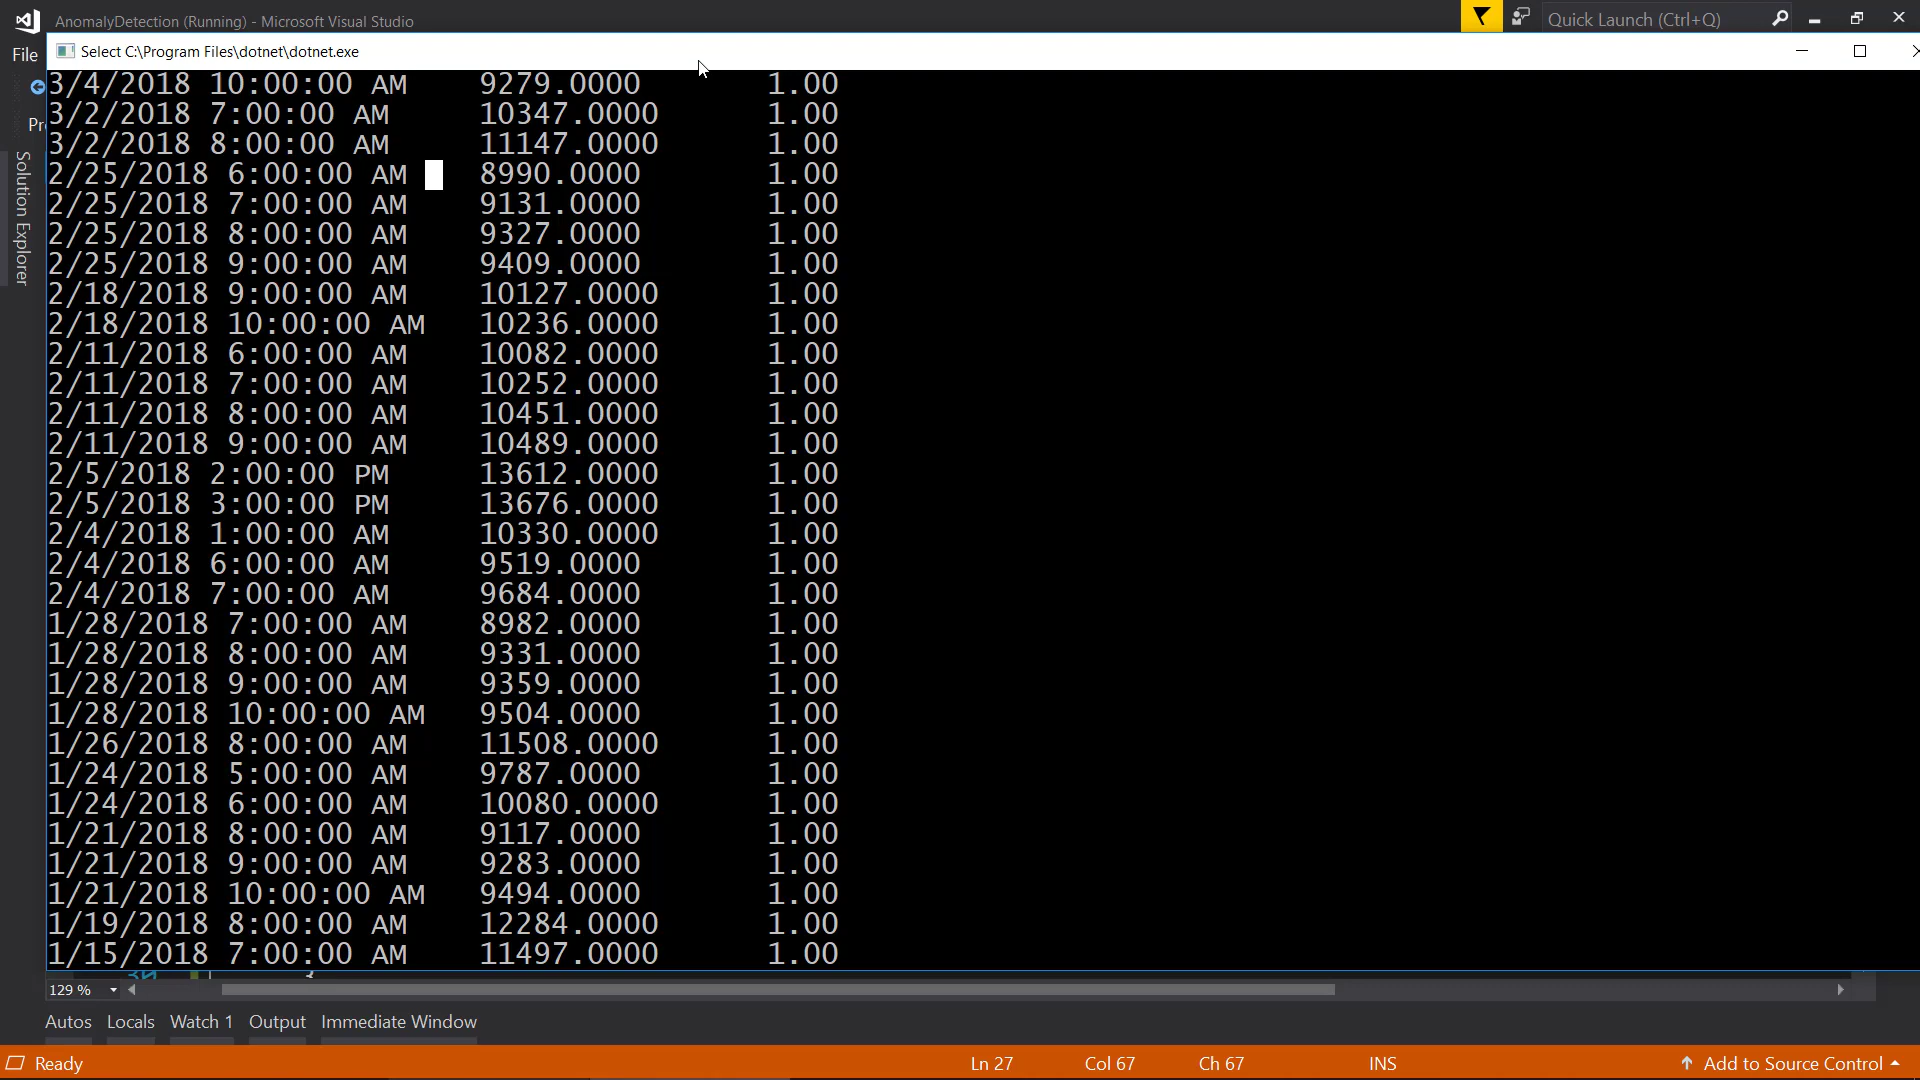 AnomalyDetection (Running) - Microsoft Visual Studio
Quick Launch (Ctrl+Q)
File
Select C:\Program Files\dotnet\dotnet.exe
Solution Explorer
3/4/2018 10:00:00 AM 9279.0000 1.00
3/2/2018 7:00:00 AM 10347.0000 1.00
3/2/2018 8:00:00 AM 11147.0000 1.00
2/25/2018 6:00:00 AM 8990.0000 1.00
2/25/2018 7:00:00 AM 9131.0000 1.00
2/25/2018 8:00:00 AM 9327.0000 1.00
2/25/2018 9:00:00 AM 9409.0000 1.00
2/18/2018 9:00:00 AM 10127.0000 1.00
2/18/2018 10:00:00 AM 10236.0000 1.00
2/11/2018 6:00:00 AM 10082.0000 1.00
2/11/2018 7:00:00 AM 10252.0000 1.00
2/11/2018 8:00:00 AM 10451.0000 1.00
2/11/2018 9:00:00 AM 10489.0000 1.00
2/5/2018 2:00:00 PM 13612.0000 1.00
2/5/2018 3:00:00 PM 13676.0000 1.00
2/4/2018 1:00:00 AM 10330.0000 1.00
2/4/2018 6:00:00 AM 9519.0000 1.00
2/4/2018 7:00:00 AM 9684.0000 1.00
1/28/2018 7:00:00 AM 8982.0000 1.00
1/28/2018 8:00:00 AM 9331.0000 1.00
1/28/2018 9:00:00 AM 9359.0000 1.00
1/28/2018 10:00:00 AM 9504.0000 1.00
1/26/2018 8:00:00 AM 11508.0000 1.00
1/24/2018 5:00:00 AM 9787.0000 1.00
1/24/2018 6:00:00 AM 10080.0000 1.00
1/21/2018 8:00:00 AM 9117.0000 1.00
1/21/2018 9:00:00 AM 9283.0000 1.00
1/21/2018 10:00:00 AM 9494.0000 1.00
1/19/2018 8:00:00 AM 12284.0000 1.00
1/15/2018 7:00:00 AM 11497.0000 1.00
129 %
Autos Locals Watch 1 Output Immediate Window
Ready Ln 27 Col 67 Ch 67 INS Add to Source Control